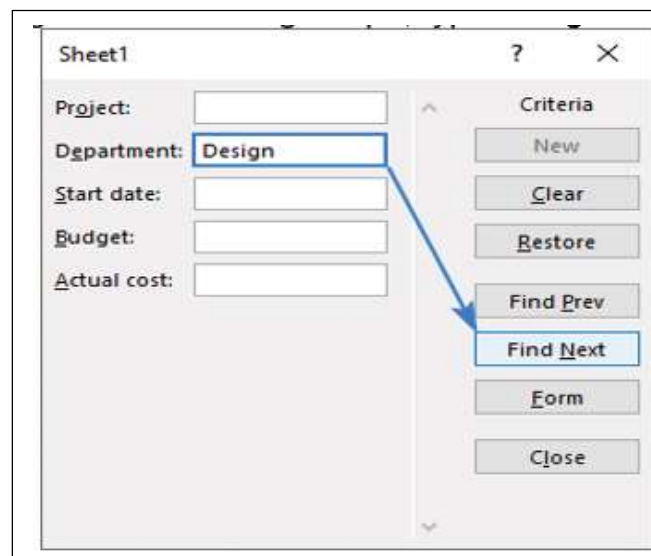 Sheet1 ? ×
Project:
Criteria
Department: Design
New
Start date:
Clear
Budget:
Restore
Actual cost:
Find Prev
Find Next
Form
Close